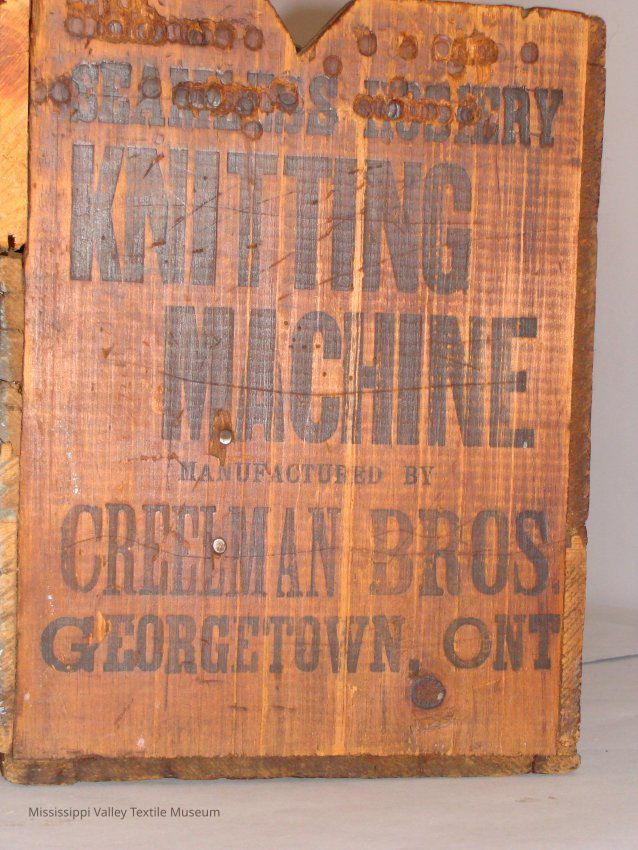 SEAMLESS HOSIERY
KNITTING
MACHINE
MANUFACTURED BY
CREELMAN BROS.
GEORGETOWN, ONT
Mississippi Valley Textile Museum